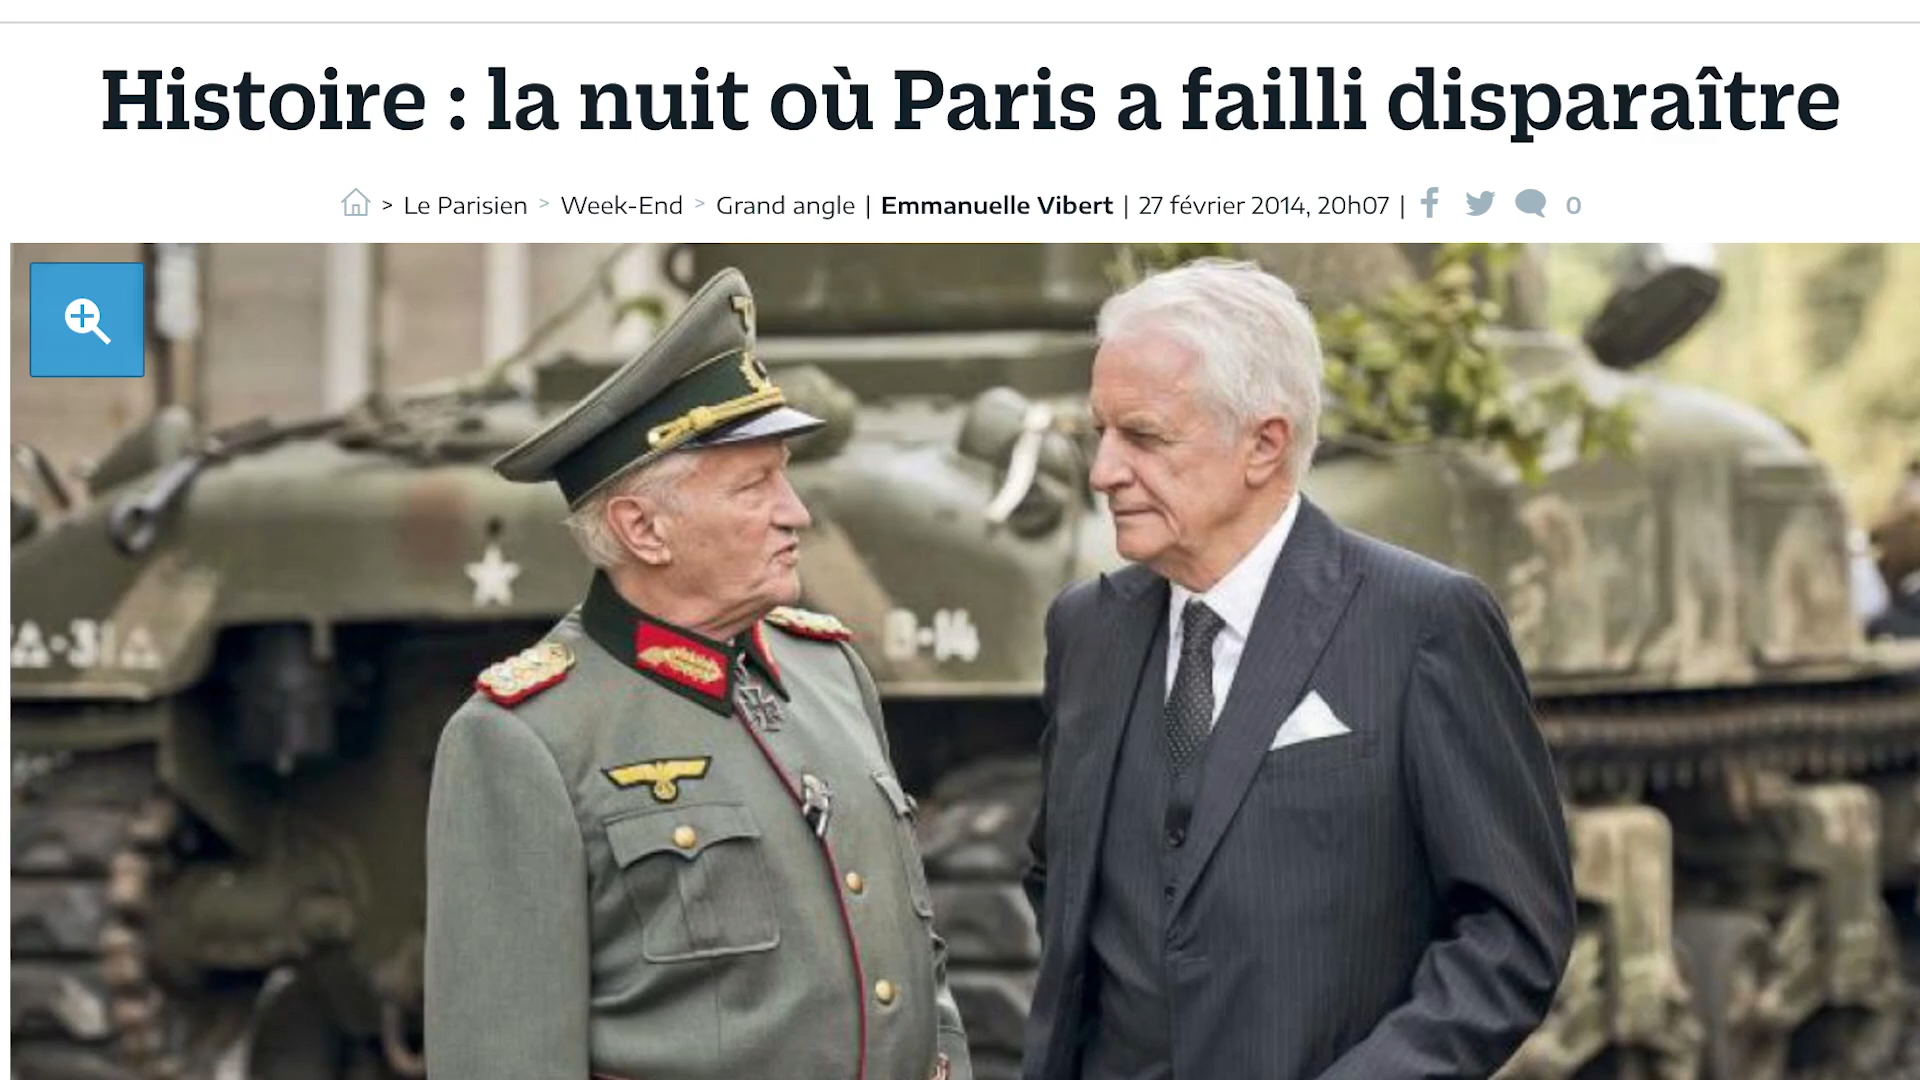 Histoire : la nuit où Paris a failli disparaître
> Le Parisien > Week-End > Grand angle | Emmanuelle Vibert | 27 février 2014, 20h07 | 0